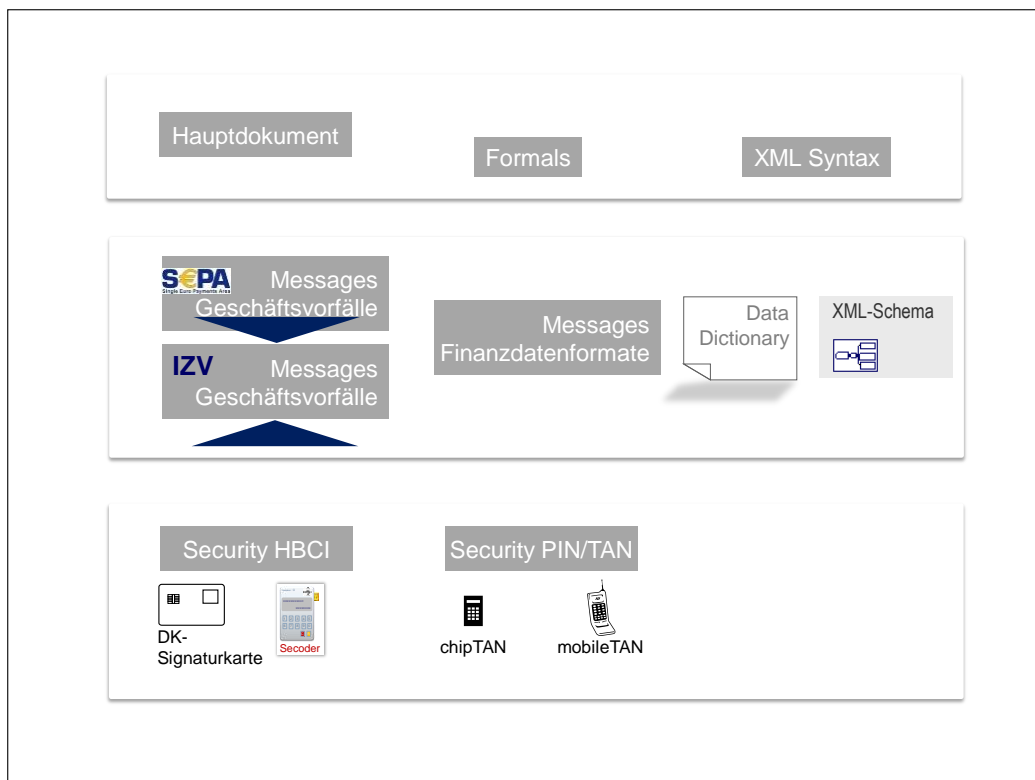 Hauptdokument
Formals
XML Syntax
S€PA
Single Euro Payments Area
Messages
Geschäftsvorfälle
IZV
Messages
Geschäftsvorfälle
Messages
Finanzdatenformate
Data
Dictionary
XML-Schema
Security HBCI
Security PIN/TAN
DK-
Signaturkarte
Secoder
chipTAN
mobileTAN